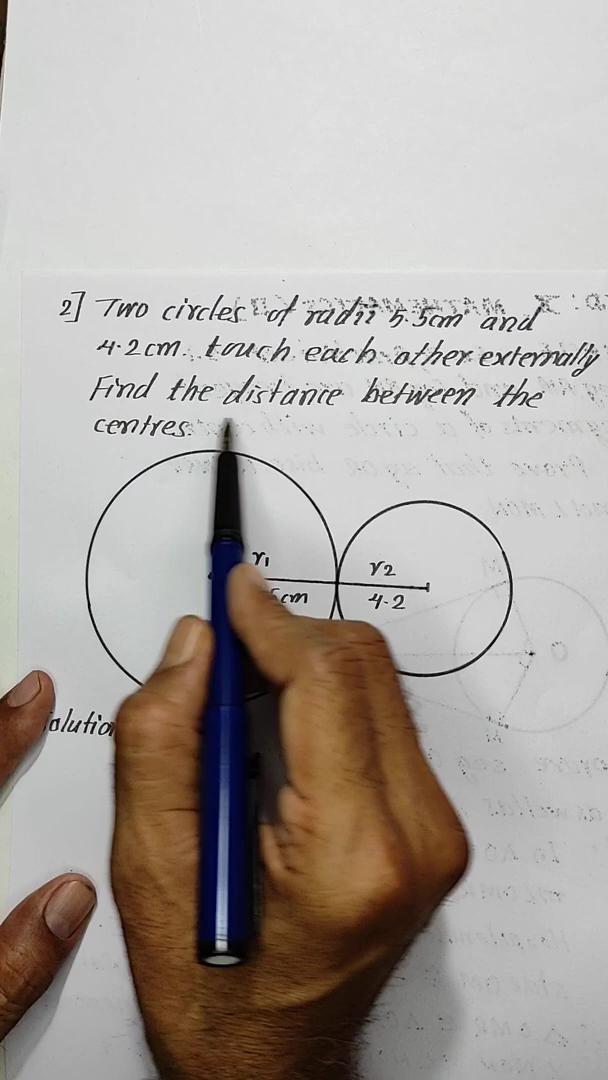 2] Two circles of radii 5.5cm and
4.2cm. touch each other externally
Find the distance between the
centres.
r1 r2
cm 4.2
olution